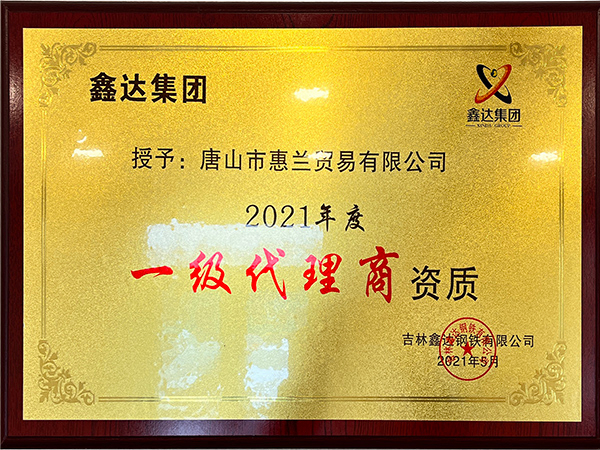 鑫达集团
鑫达集团
XINDA GROUP
授予：唐山市惠兰贸易有限公司
2021年度
一级代理商资质
吉林鑫达钢铁有限公司
2021年5月